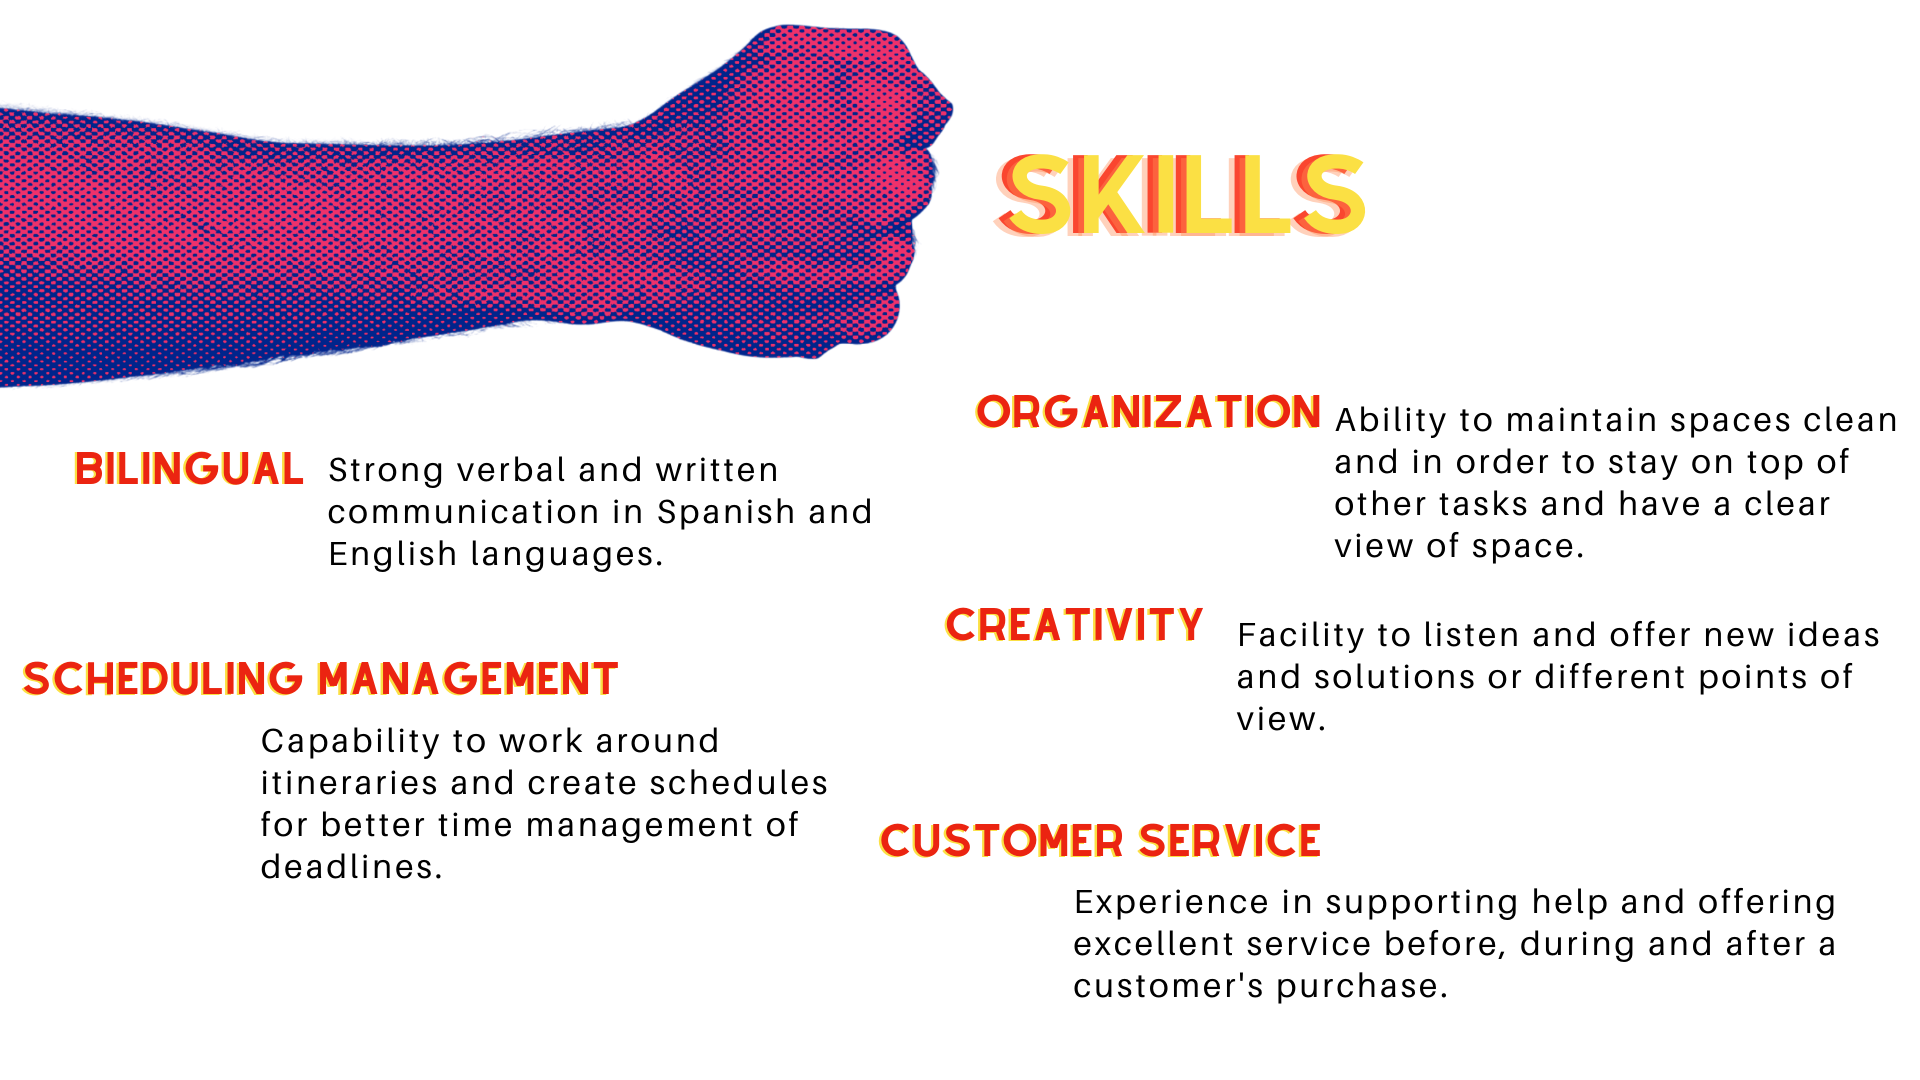 SKILLS
BILINGUAL
Strong verbal and written
communication in Spanish and
English languages.
SCHEDULING MANAGEMENT
Capability to work around
itineraries and create schedules
for better time management of
deadlines.
ORGANIZATION
Ability to maintain spaces clean
and in order to stay on top of
other tasks and have a clear
view of space.
CREATIVITY
Facility to listen and offer new ideas
and solutions or different points of
view.
CUSTOMER SERVICE
Experience in supporting help and offering
excellent service before, during and after a
customer's purchase.